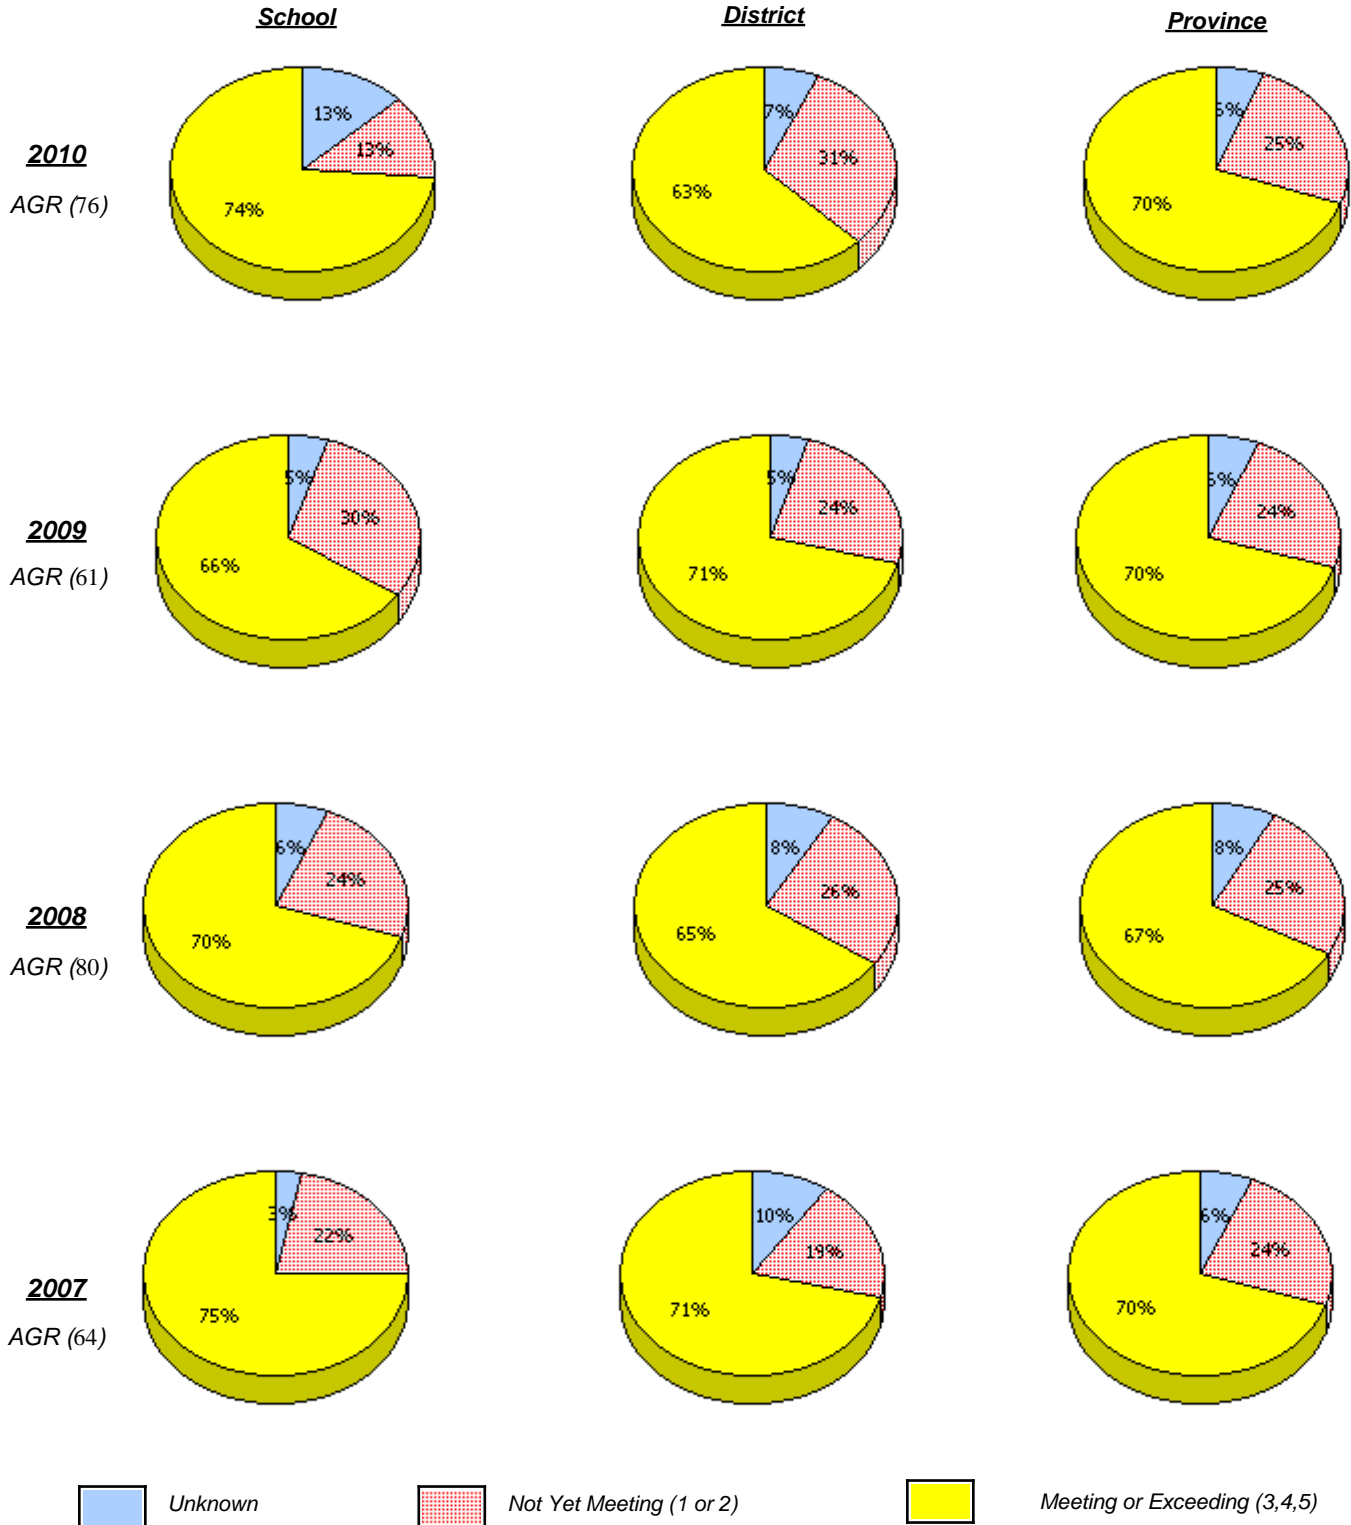 School District Province
13% 7%
13% 31% 25%
2010
AGR (76)
74% 63% 70%
5% 5% 6%
30% 24% 24%
2009
AGR (61)
66% 71% 70%
6% 8% 8%
24% 26% 25%
2008
AGR (80)
70% 65% 67%
3% 10% 6%
22% 19% 24%
2007
AGR (64)
75% 71% 70%
Unknown Not Yet Meeting (1 or 2) Meeting or Exceeding (3,4,5)